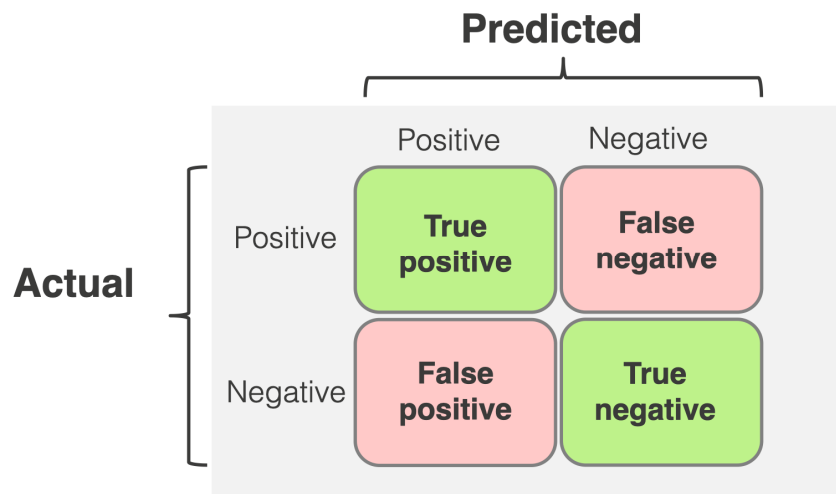 Predicted
Positive Negative
Positive
True
positive
False
negative
Actual
Negative
False
positive
True
negative